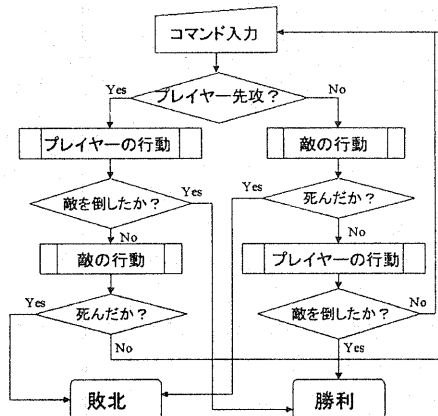 コマンド入力
プレイヤー先攻？
Yes
No
プレイヤーの行動
敵の行動
敵を倒したか？
Yes
Yes
死んだか？
No
No
敵の行動
プレイヤーの行動
Yes
死んだか？
No
敵を倒したか？
No
Yes
敗北
勝利